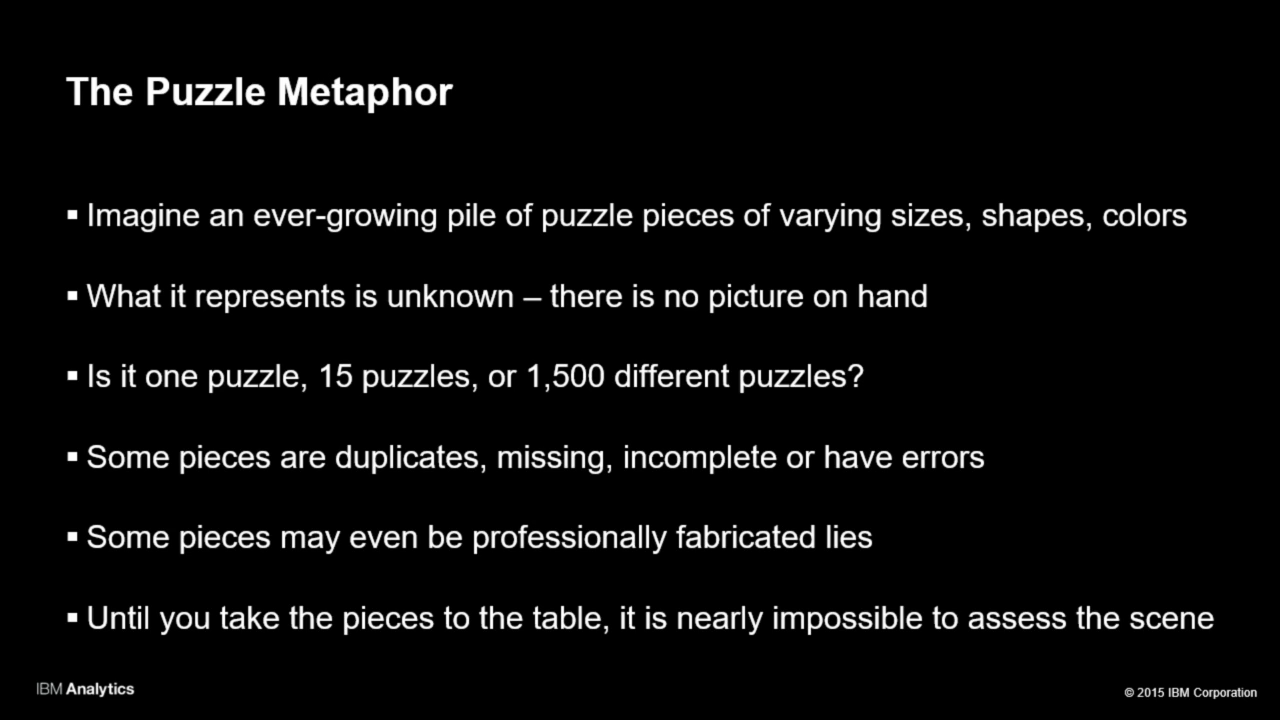 The Puzzle Metaphor
▪ Imagine an ever-growing pile of puzzle pieces of varying sizes, shapes, colors
▪ What it represents is unknown – there is no picture on hand
▪ Is it one puzzle, 15 puzzles, or 1,500 different puzzles?
▪ Some pieces are duplicates, missing, incomplete or have errors
▪ Some pieces may even be professionally fabricated lies
▪ Until you take the pieces to the table, it is nearly impossible to assess the scene
IBM Analytics
© 2015 IBM Corporation